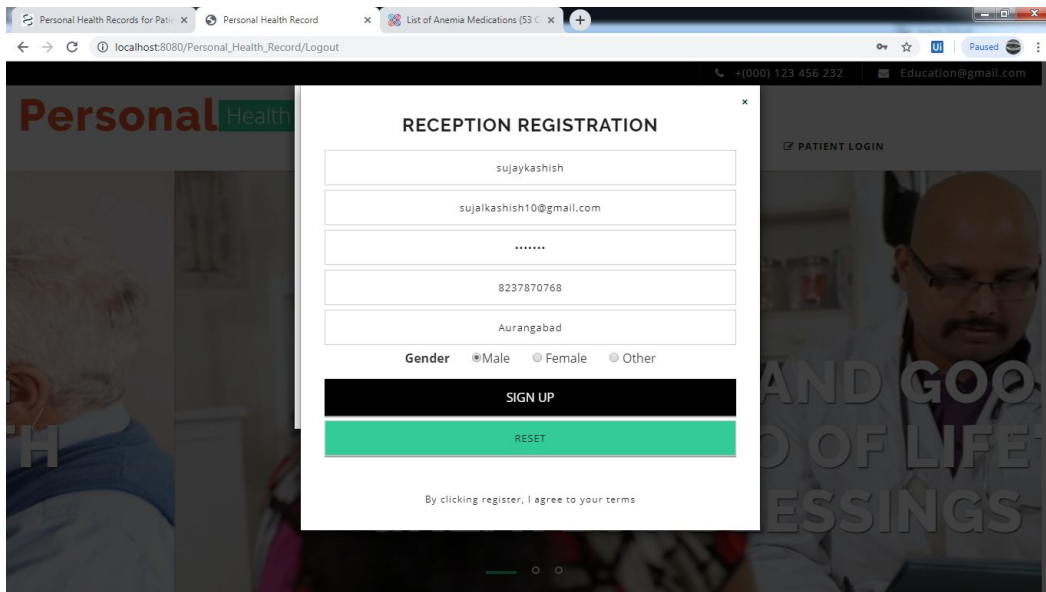 Personal Health Records for Patie
Personal Health Record
List of Anemia Medications (53 C
localhost:8080/Personal_Health_Record/Logout
Ui
Paused
+(000) 123 456 232
Education@gmail.com
Personal Health
PATIENT LOGIN
RECEPTION REGISTRATION
sujaykashish
sujalkashish10@gmail.com
•••••••
8237870768
Aurangabad
Gender Male Female Other
SIGN UP
RESET
By clicking register, I agree to your terms
AND GOO
O OF LIFE
ESSINGS